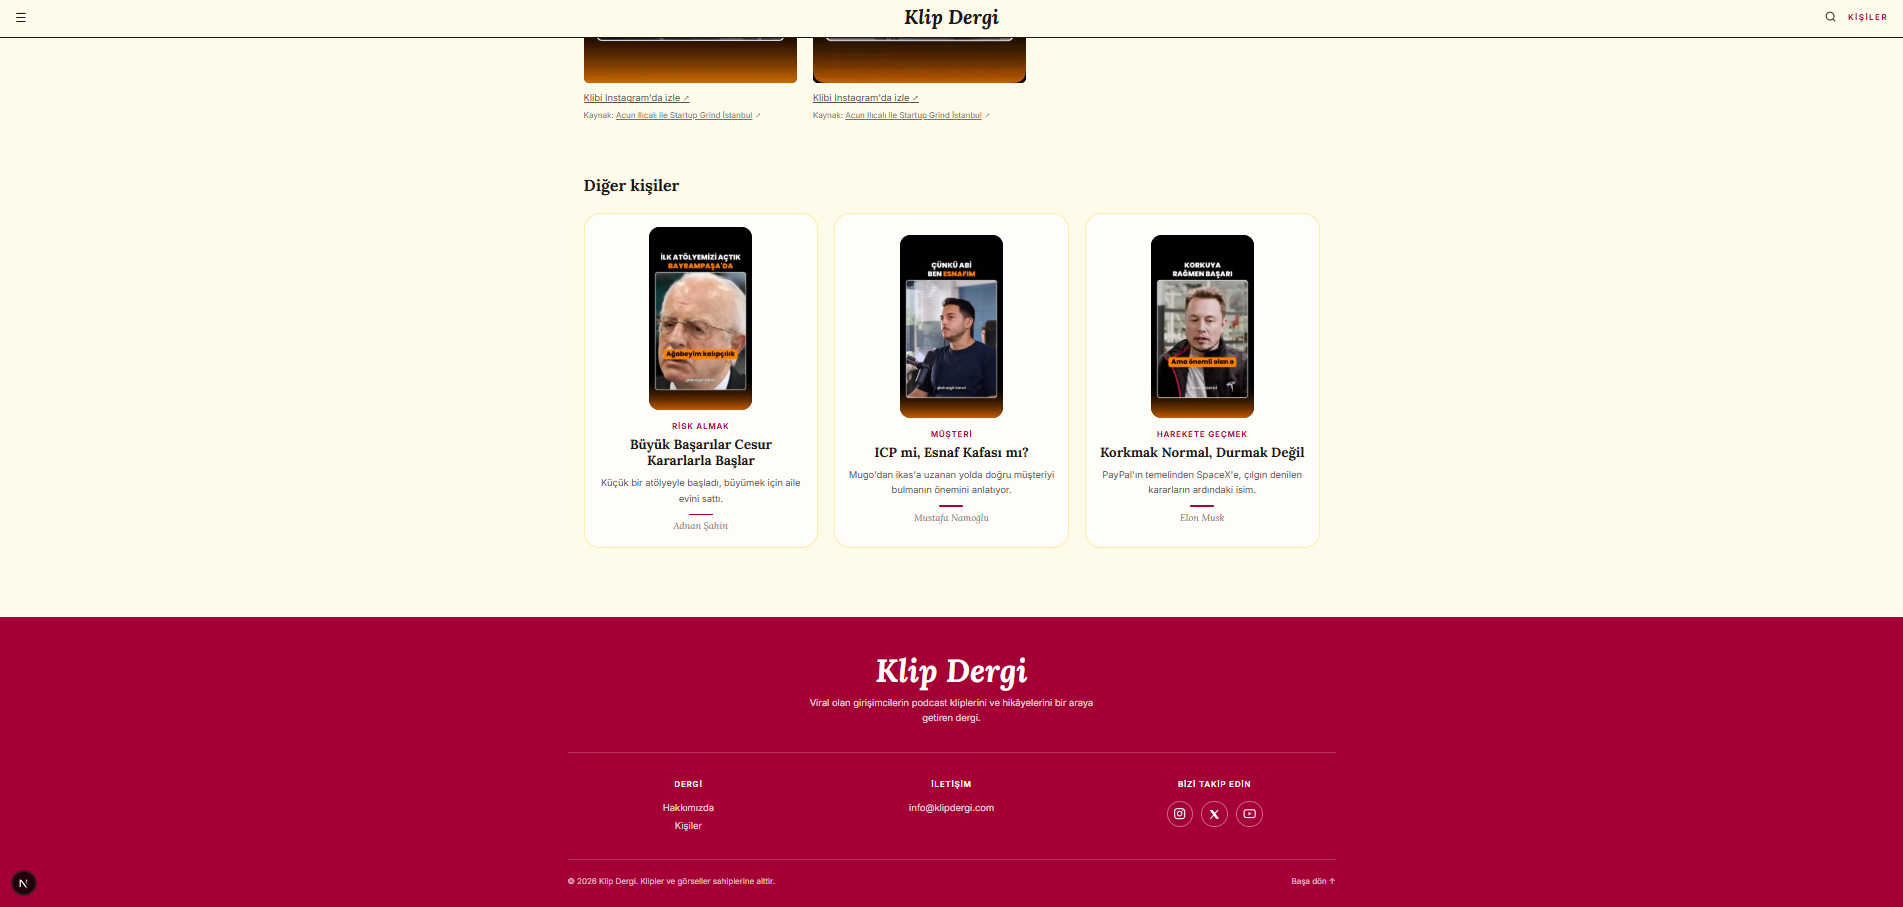 Klip Dergi
KİŞİLER
Klibi Instagram'da izle ↗
Klibi Instagram'da izle ↗
Kaynak: Acun Ilıcalı ile Startup Grind İstanbul ↗
Kaynak: Acun Ilıcalı ile Startup Grind İstanbul ↗
Diğer kişiler
İLK ATÖLYEMİZİ AÇTIK
BAYRAMPAŞA'DA
Ağabeyim kalıpçılık
RİSK ALMAK
Büyük Başarılar Cesur
Kararlarla Başlar
Küçük bir atölyeyle başladı, büyümek için aile
evini sattı.
Adnan Şahin
ÇÜNKÜ ABİ
BEN ESNAFIM
MÜŞTERİ
ICP mi, Esnaf Kafası mı?
Mugo'dan ikas'a uzanan yolda doğru müşteriyi
bulmanın önemini anlatıyor.
Mustafa Namoğlu
KORKUYA
RAĞMEN BAŞARI
Ama önemli olan o
HAREKETE GEÇMEK
Korkmak Normal, Durmak Değil
PayPal'ın temelinden SpaceX'e, çılgın denilen
kararların ardındaki isim.
Elon Musk
Klip Dergi
Viral olan girişimcilerin podcast kliplerini ve hikâyelerini bir araya
getiren dergi.
DERGİ
Hakkımızda
Kişiler
İLETİŞİM
info@klipdergi.com
BİZİ TAKİP EDİN
N
© 2026 Klip Dergi. Klipler ve görseller sahiplerine aittir.
Başa dön ↑